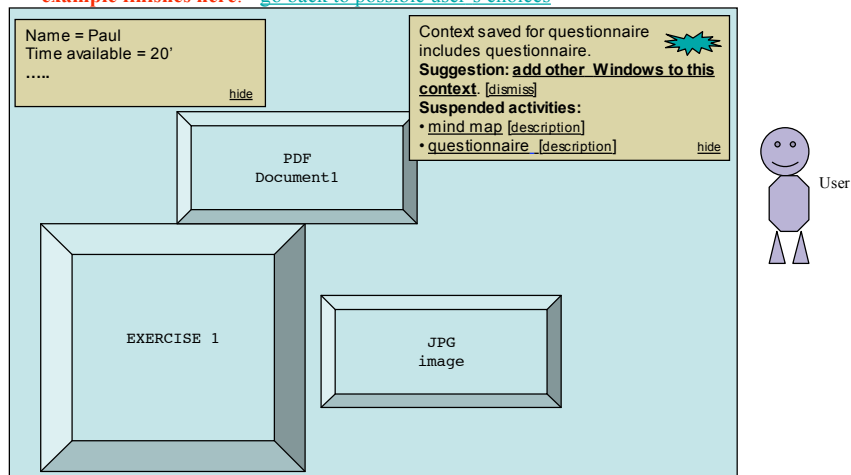 example finishes here. go back to possible user's choices
Name = Paul
Time available = 20'
.....
hide
Context saved for questionnaire
includes questionnaire.
Suggestion: add other Windows to this
context. [dismiss]
Suspended activities:
• mind map [description]
• questionnaire [description]
hide
PDF
Document1
User
EXERCISE 1
JPG
image